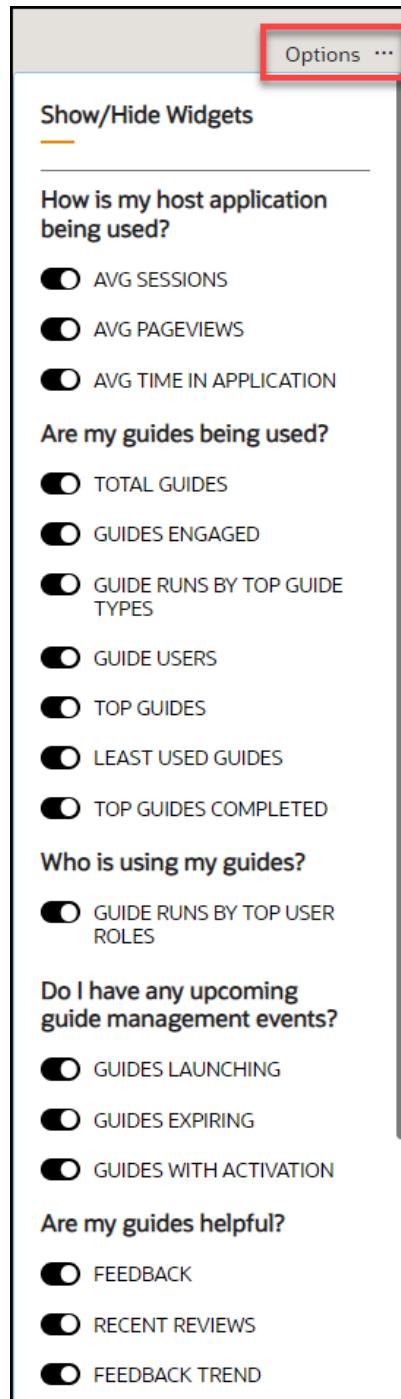 Options ···
Show/Hide Widgets
How is my host application
being used?
AVG SESSIONS
AVG PAGEVIEWS
AVG TIME IN APPLICATION
Are my guides being used?
TOTAL GUIDES
GUIDES ENGAGED
GUIDE RUNS BY TOP GUIDE
TYPES
GUIDE USERS
TOP GUIDES
LEAST USED GUIDES
TOP GUIDES COMPLETED
Who is using my guides?
GUIDE RUNS BY TOP USER
ROLES
Do I have any upcoming
guide management events?
GUIDES LAUNCHING
GUIDES EXPIRING
GUIDES WITH ACTIVATION
Are my guides helpful?
FEEDBACK
RECENT REVIEWS
FEEDBACK TREND